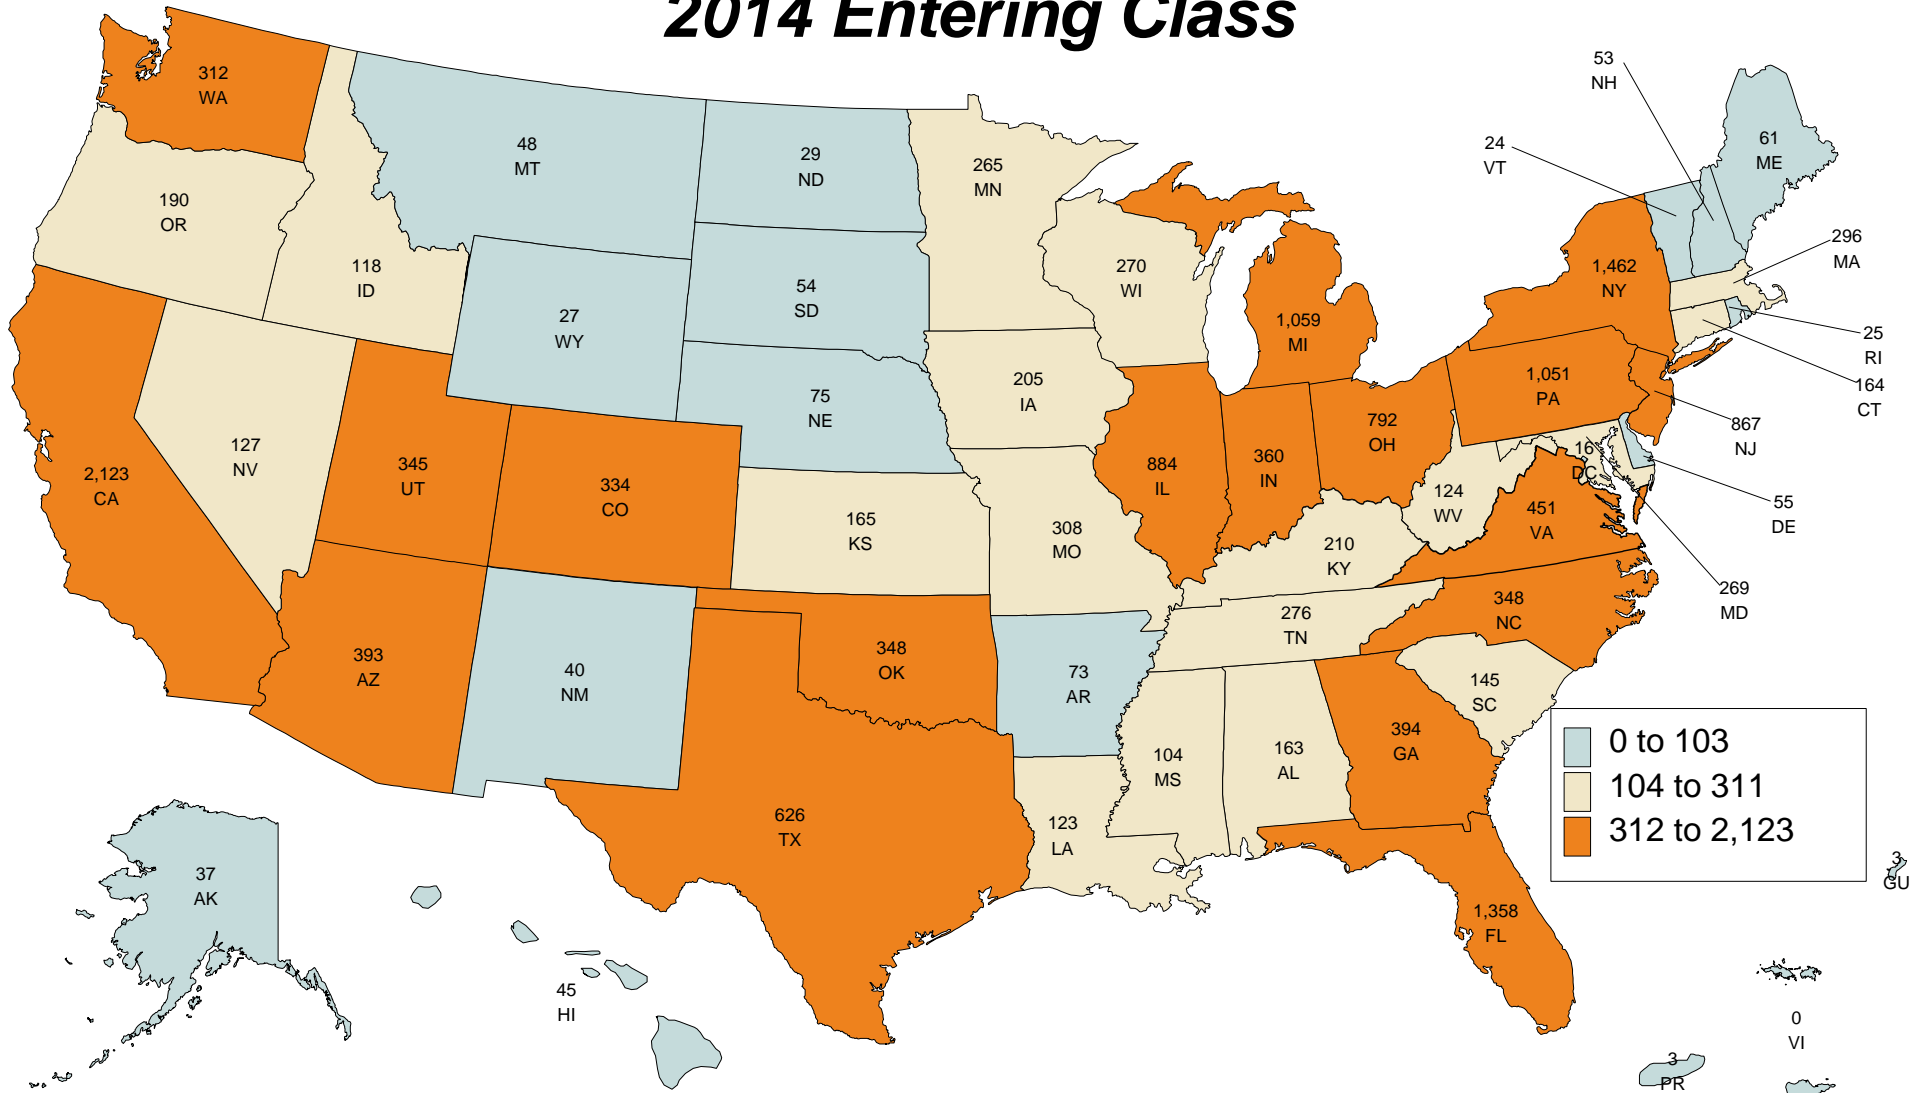 2014 Entering Class
312
WA
48
MT
29
ND
265
MN
53
NH
24
VT
61
ME
190
OR
118
ID
27
WY
54
SD
270
WI
1,059
MI
1,462
NY
296
MA
25
RI
164
CT
127
NV
345
UT
334
CO
75
NE
205
IA
884
IL
360
IN
792
OH
1,051
PA
867
NJ
2,123
CA
165
KS
308
MO
210
KY
124
WV
451
VA
16
DC
55
DE
269
MD
393
AZ
40
NM
348
OK
73
AR
276
TN
348
NC
145
SC
626
TX
123
LA
104
MS
163
AL
394
GA
0 to 103
104 to 311
312 to 2,123
1,358
FL
37
AK
45
HI
3
GU
0
VI
3
PR